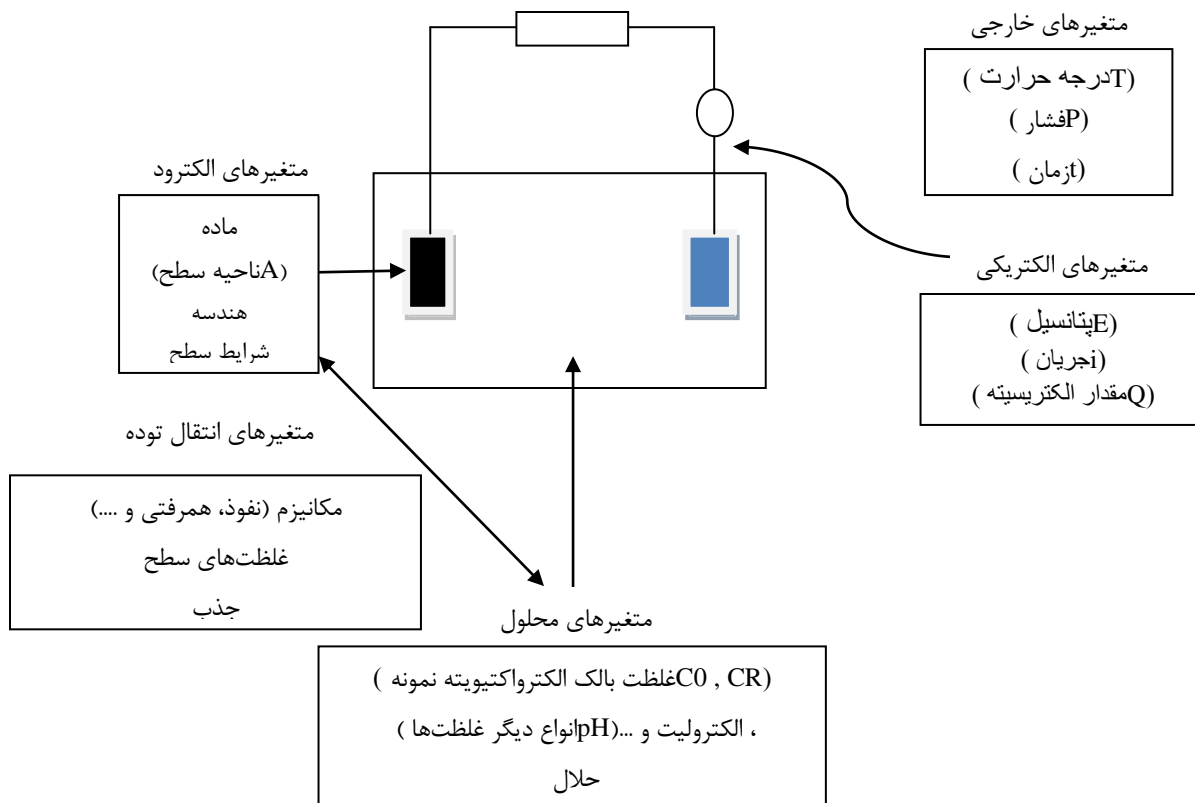 متغیرهای خارجی
(Tدرجه حرارت )
(Pفشار )
(tزمان )
متغیرهای الکترود
ماده
(Aناحیه سطح)
هندسه
شرایط سطح
متغیرهای الکتریکی
(Eپتانسیل )
(iجریان )
(Qمقدار الکتریسیته )
متغیرهای انتقال توده
مکانیزم (نفوذ، همرفتی و ....)
غلظت‌های سطح
جذب
متغیرهای محلول
(C0 , CRغلظت بالک الکترواکتیویته نمونه )
، الکترولیت و ...(pHانواع دیگر غلظت‌ها )
حلال